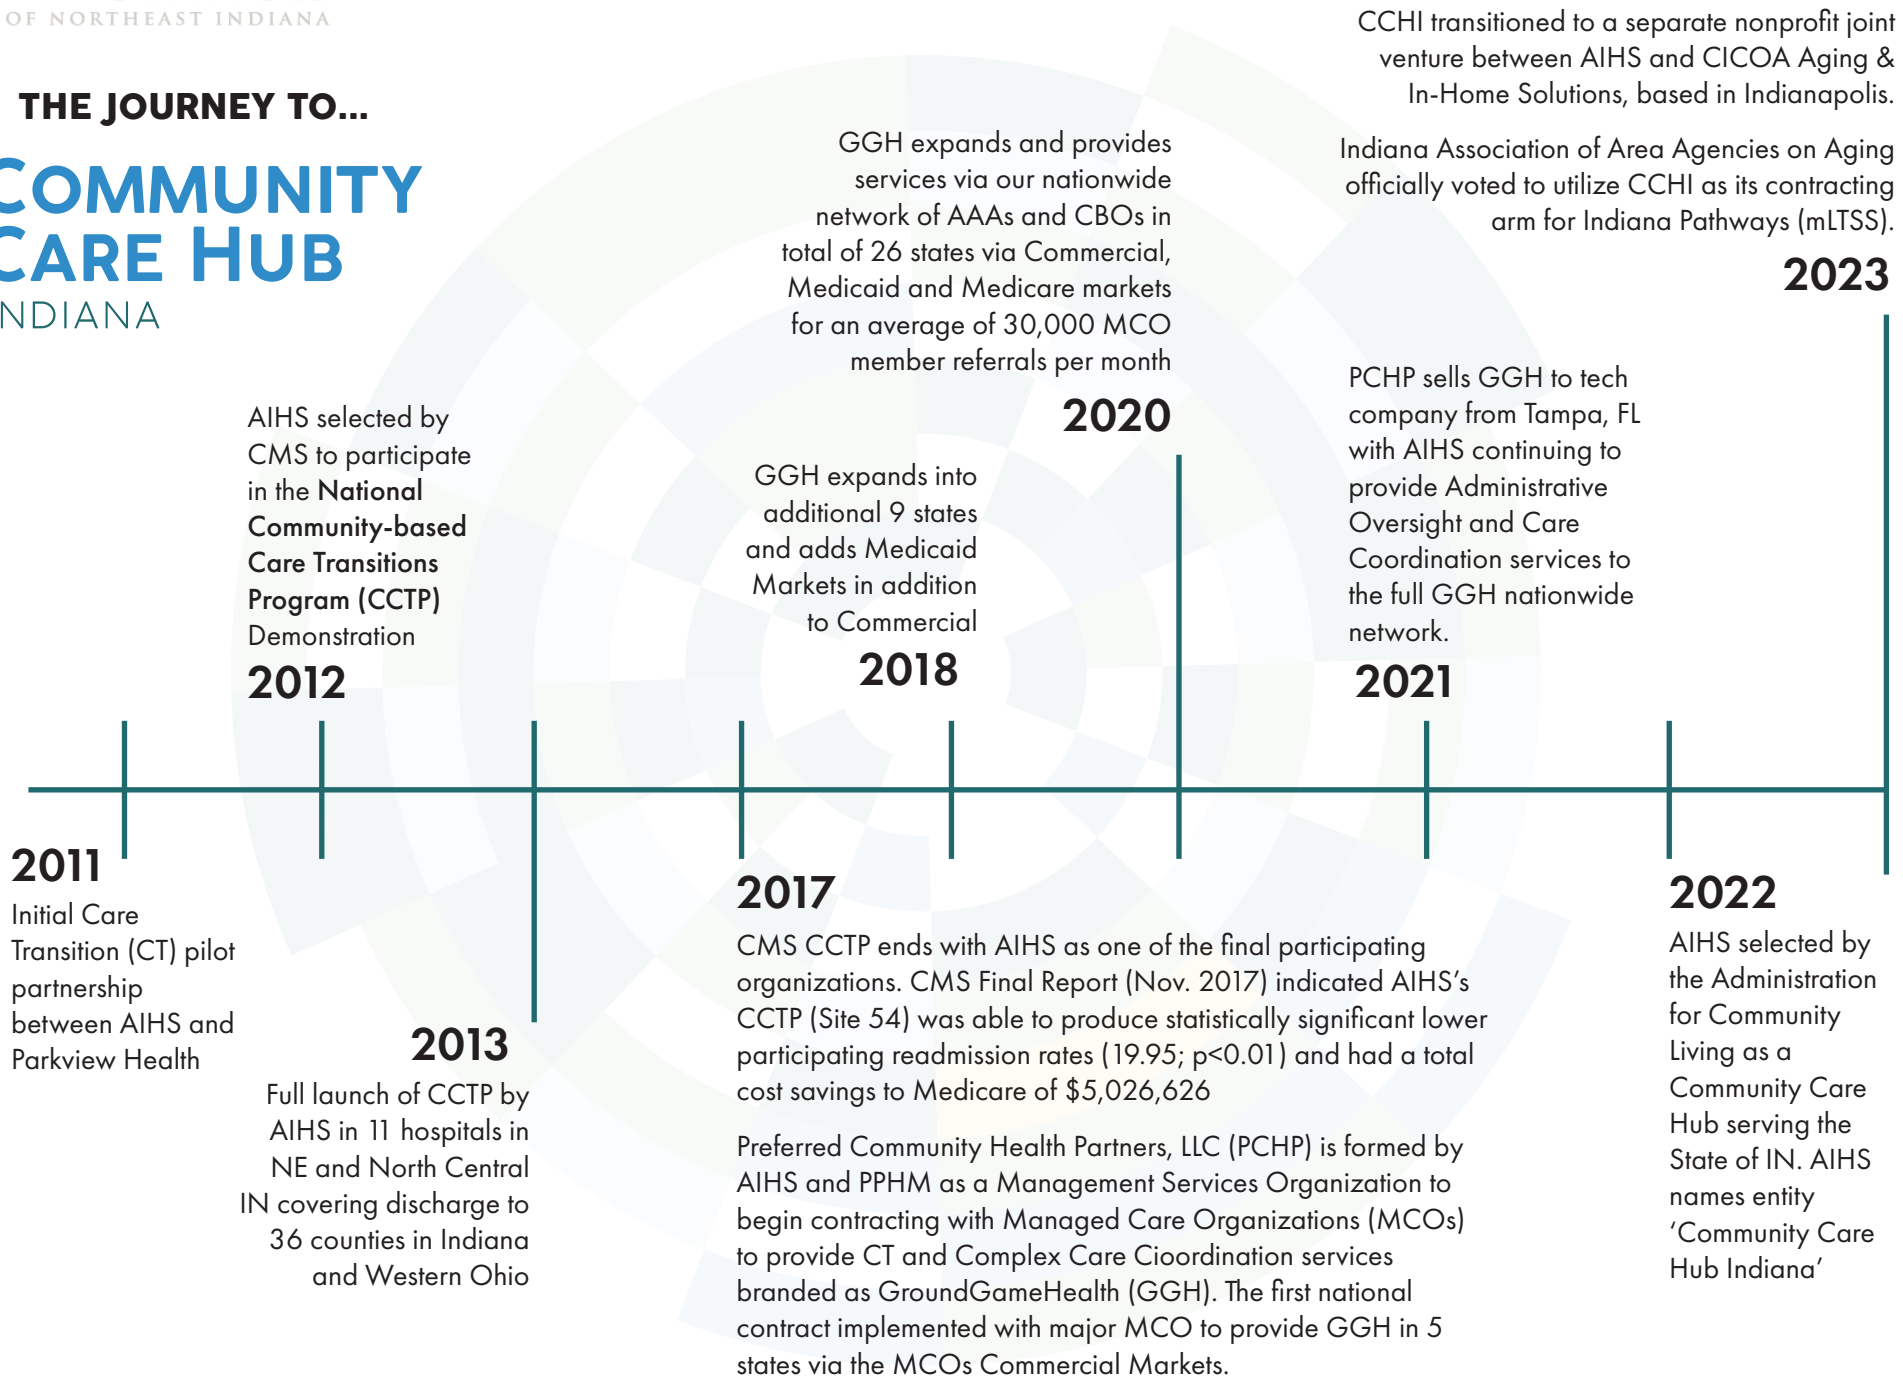 OF NORTHEAST INDIANA
THE JOURNEY TO...
COMMUNITY
CARE HUB
INDIANA
2011
Initial Care
Transition (CT) pilot
partnership
between AIHS and
Parkview Health
AIHS selected by
CMS to participate
in the National
Community-based
Care Transitions
Program (CCTP)
Demonstration
2012
2013
Full launch of CCTP by
AIHS in 11 hospitals in
NE and North Central
IN covering discharge to
36 counties in Indiana
and Western Ohio
2017
CMS CCTP ends with AIHS as one of the final participating
organizations. CMS Final Report (Nov. 2017) indicated AIHS’s
CCTP (Site 54) was able to produce statistically significant lower
participating readmission rates (19.95; p<0.01) and had a total
cost savings to Medicare of $5,026,626
Preferred Community Health Partners, LLC (PCHP) is formed by
AIHS and PPHM as a Management Services Organization to
begin contracting with Managed Care Organizations (MCOs)
to provide CT and Complex Care Cioordination services
branded as GroundGameHealth (GGH). The first national
contract implemented with major MCO to provide GGH in 5
states via the MCOs Commercial Markets.
GGH expands into
additional 9 states
and adds Medicaid
Markets in addition
to Commercial
2018
GGH expands and provides
services via our nationwide
network of AAAs and CBOs in
total of 26 states via Commercial,
Medicaid and Medicare markets
for an average of 30,000 MCO
member referrals per month
2020
PCHP sells GGH to tech
company from Tampa, FL
with AIHS continuing to
provide Administrative
Oversight and Care
Coordination services to
the full GGH nationwide
network.
2021
2022
AIHS selected by
the Administration
for Community
Living as a
Community Care
Hub serving the
State of IN. AIHS
names entity
‘Community Care
Hub Indiana’
CCHI transitioned to a separate nonprofit joint
venture between AIHS and CICOA Aging &
In-Home Solutions, based in Indianapolis.
Indiana Association of Area Agencies on Aging
officially voted to utilize CCHI as its contracting
arm for Indiana Pathways (mLTSS).
2023